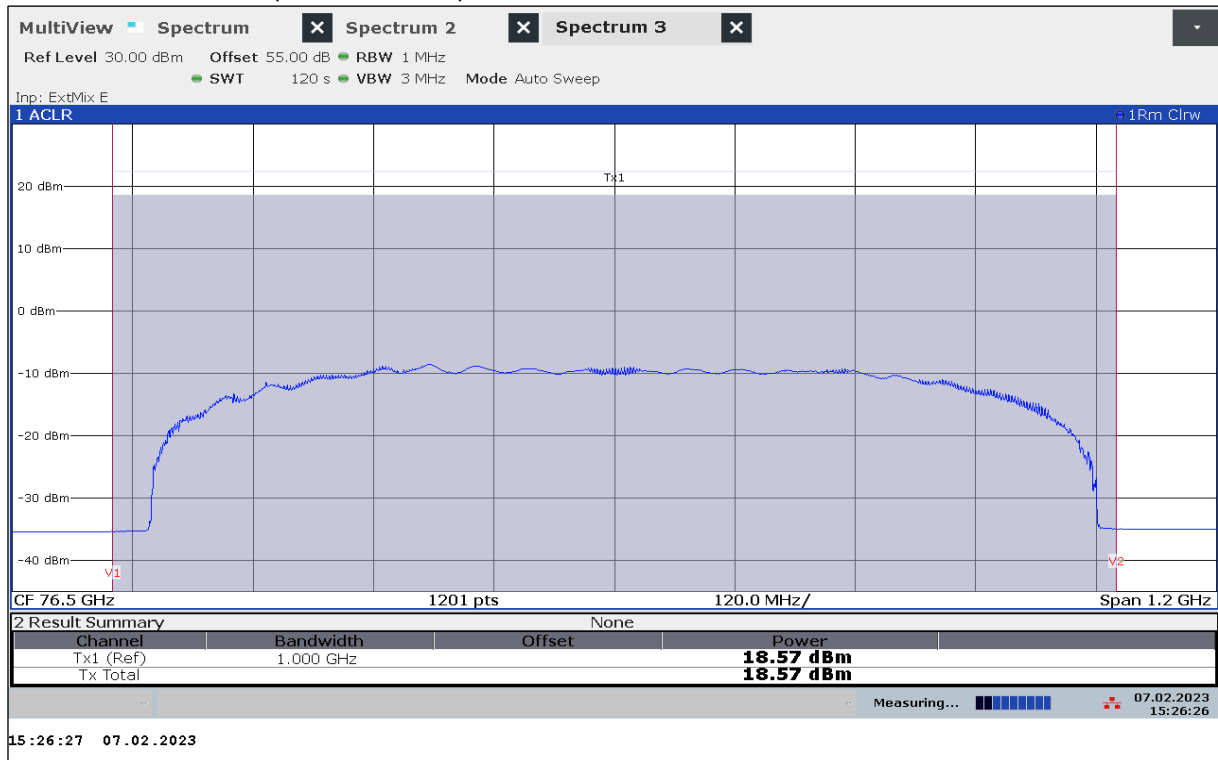 MultiView Spectrum X Spectrum 2 X Spectrum 3 X
Ref Level 30.00 dBm Offset 55.00 dB RBW 1 MHz
SWT 120 s VBW 3 MHz Mode Auto Sweep
Inp: ExtMix E
1 ACLR 1Rm Clrw
Tx1
20 dBm
10 dBm
0 dBm
-10 dBm
-20 dBm
-30 dBm
-40 dBm
V1 V2
CF 76.5 GHz 1201 pts 120.0 MHz/ Span 1.2 GHz
2 Result Summary None
Channel Bandwidth Offset Power
Tx1 (Ref) 1.000 GHz 18.57 dBm
Tx Total 18.57 dBm
Measuring... 07.02.2023
15:26:26
15:26:27 07.02.2023